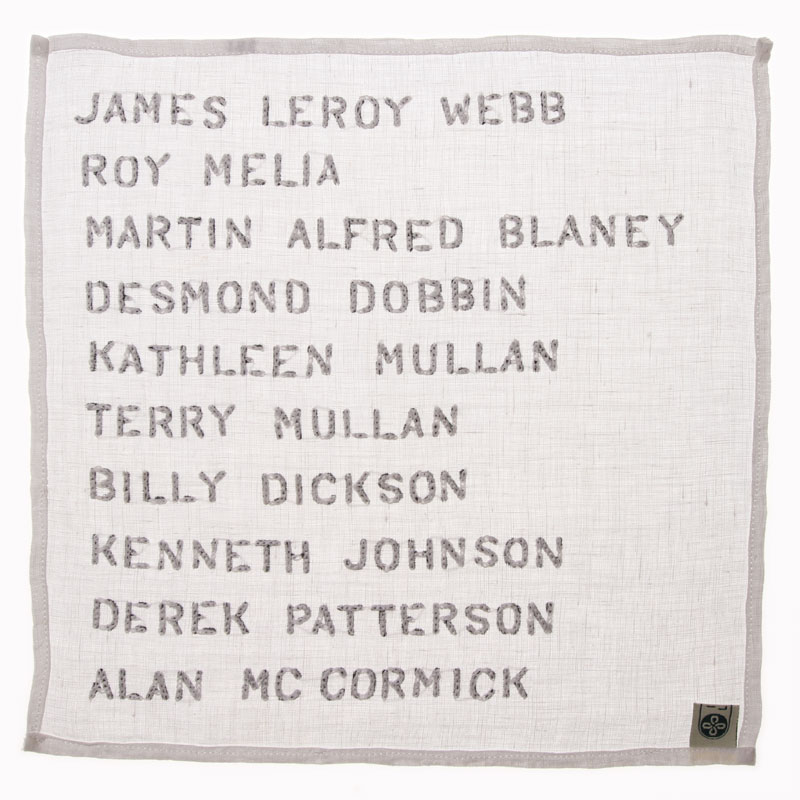 JAMES LEROY WEBB
ROY MELIA
MARTIN ALFRED BLANEY
DESMOND DOBBIN
KATHLEEN MULLAN
TERRY MULLAN
BILLY DICKSON
KENNETH JOHNSON
DEREK PATTERSON
ALAN MC CORMICK